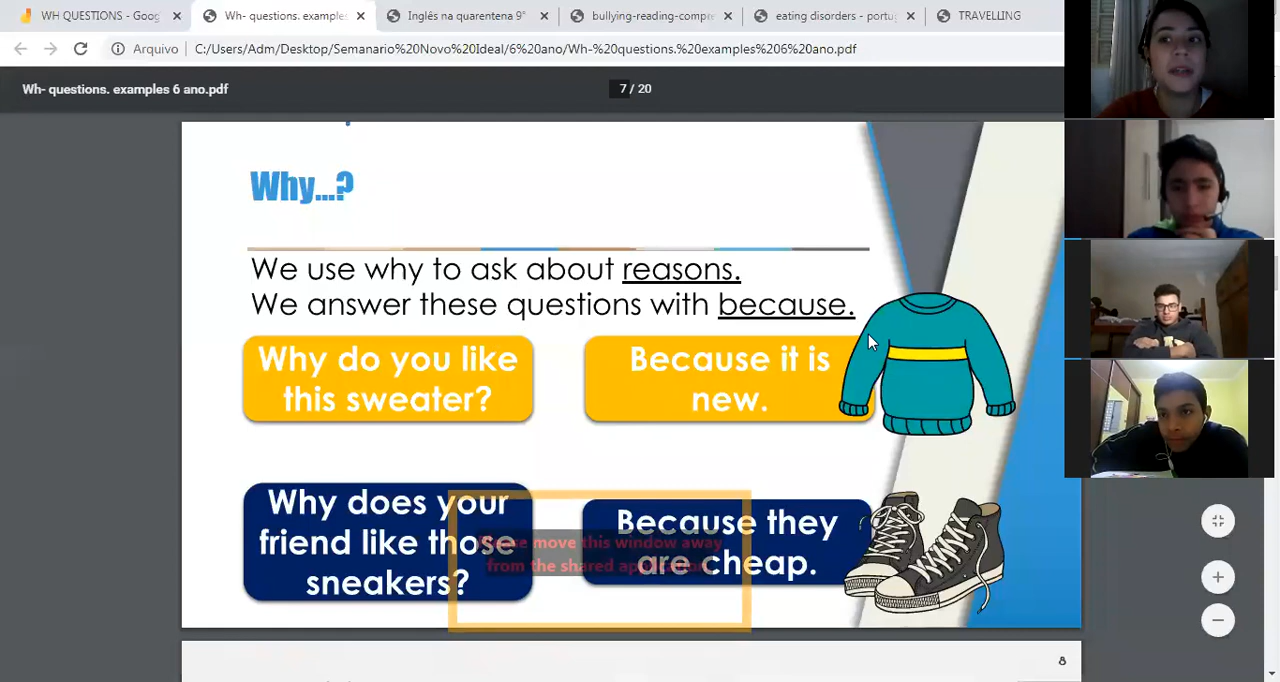 WH QUESTIONS - Goog
Wh- questions. examples
Inglés na quarentena 9°
bullying-reading-compre
eating disorders - portug
TRAVELLING
Arquivo
C:/Users/Adm/Desktop/Semanario%20Novo%20Ideal/6%20ano/Wh-%20questions.%20examples%206%20ano.pdf
Wh- questions. examples 6 ano.pdf
7 / 20
Why...?
We use why to ask about reasons.
We answer these questions with because.
Why do you like
this sweater?
Because it is
new.
Why does your
friend like those
sneakers?
Because they
are cheap.
move this window away
from the shared application
8